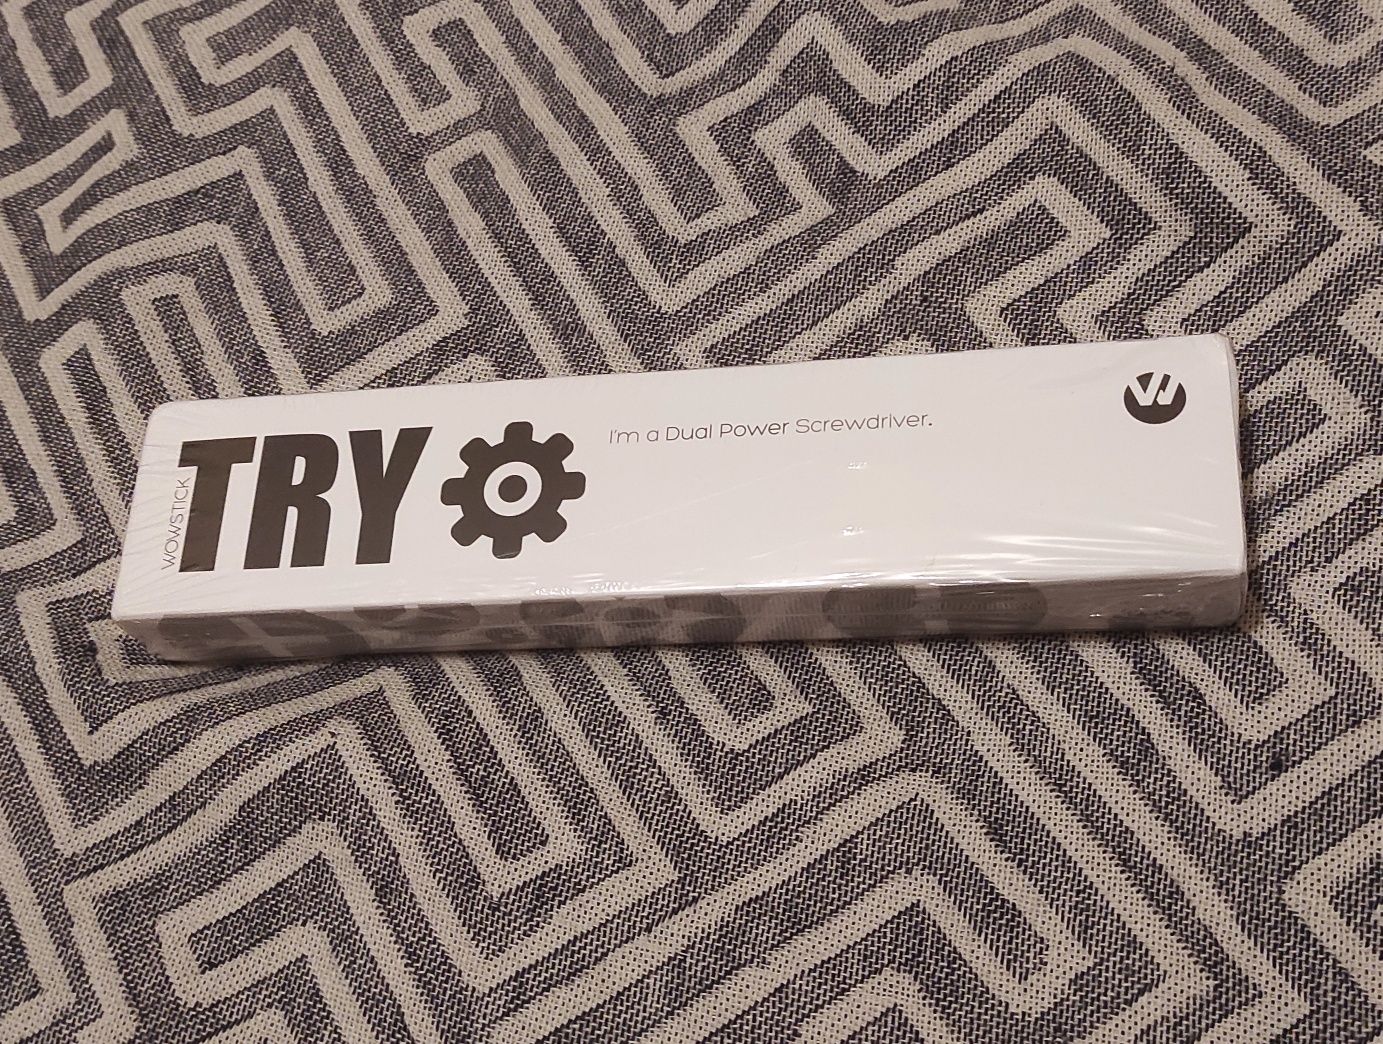 WOWSTICK
TRY
I'm a Dual Power Screwdriver.